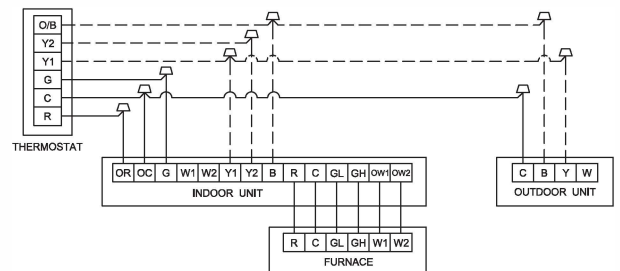 O/B
Y2
Y1
G
C
R
THERMOSTAT
OR OC G W1 W2 Y1 Y2 B R C GL GH OW1 OW2
INDOOR UNIT
C B Y W
OUTDOOR UNIT
R C GL GH W1 W2
FURNACE